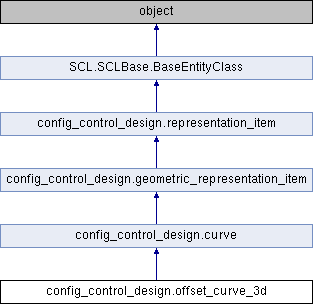 object
SCL.SCLBase.BaseEntityClass
config_control_design.representation_item
config_control_design.geometric_representation_item
config_control_design.curve
config_control_design.offset_curve_3d